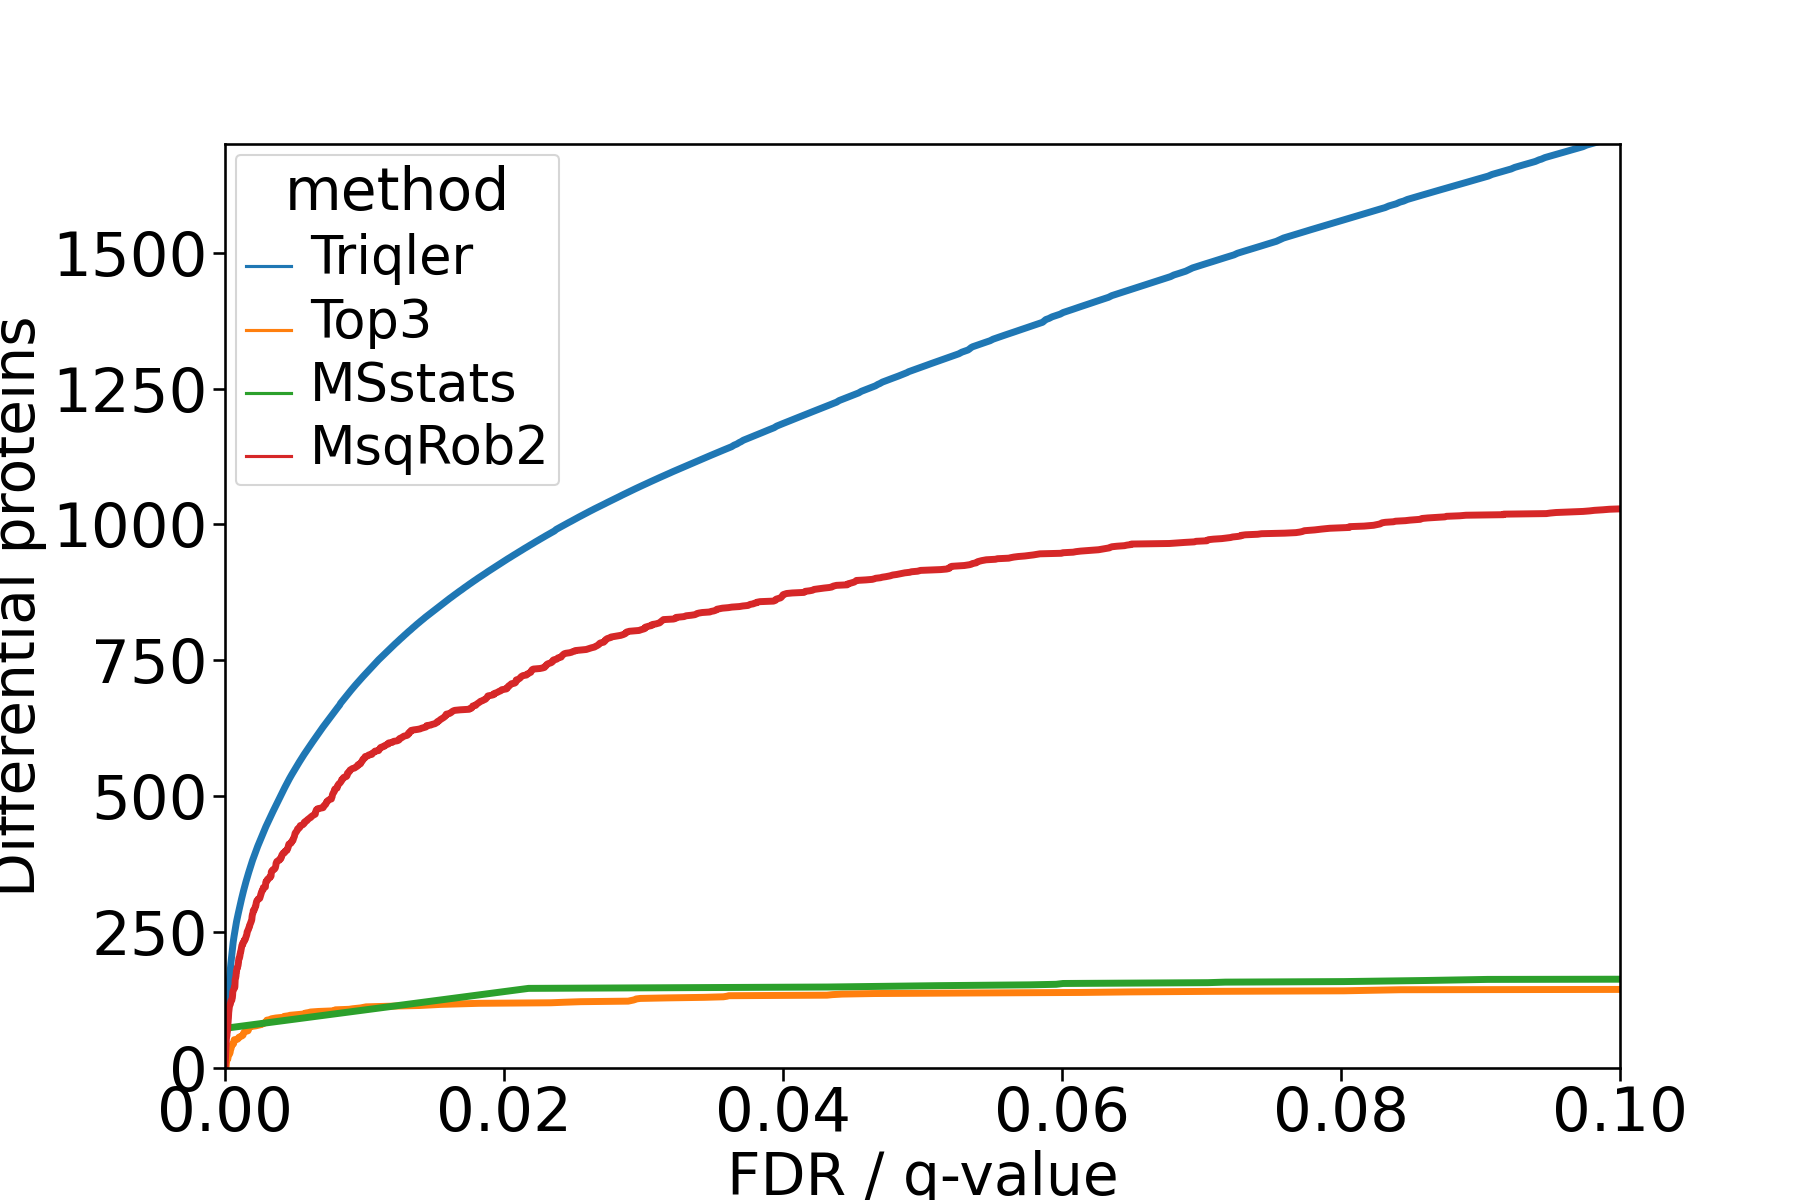 method
Triqler
Top3
MSstats
MsqRob2
Differential proteins
1500
1250
1000
750
500
250
0
0.00 0.02 0.04 0.06 0.08 0.10
FDR / q-value